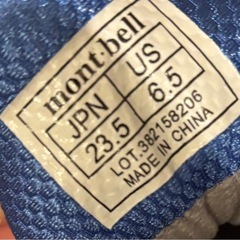 mont·bell
JPN US
23.5 6.5
LOT.382158206
MADE IN CHINA